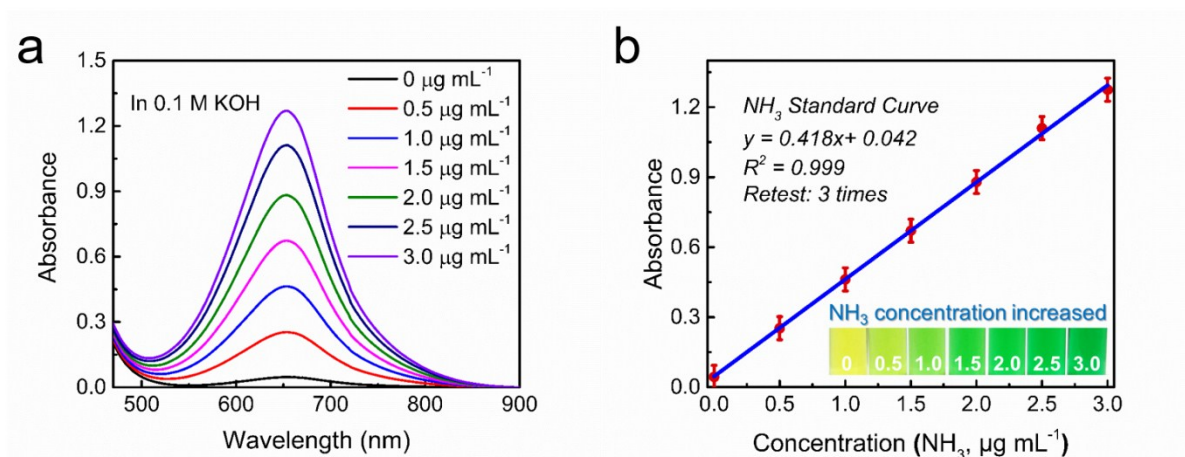 a
1.5
1.2
0.9
0.6
0.3
0.0
Absorbance
In 0.1 M KOH
0 μg mL⁻¹
0.5 μg mL⁻¹
1.0 μg mL⁻¹
1.5 μg mL⁻¹
2.0 μg mL⁻¹
2.5 μg mL⁻¹
3.0 μg mL⁻¹
500 600 700 800 900
Wavelength (nm)
b
1.2
0.9
0.6
0.3
0.0
Absorbance
NH₃ Standard Curve
y = 0.418x+ 0.042
R² = 0.999
Retest: 3 times
NH₃ concentration increased
0 0.5 1.0 1.5 2.0 2.5 3.0
0.0 0.5 1.0 1.5 2.0 2.5 3.0
Concentration (NH₃, μg mL⁻¹)